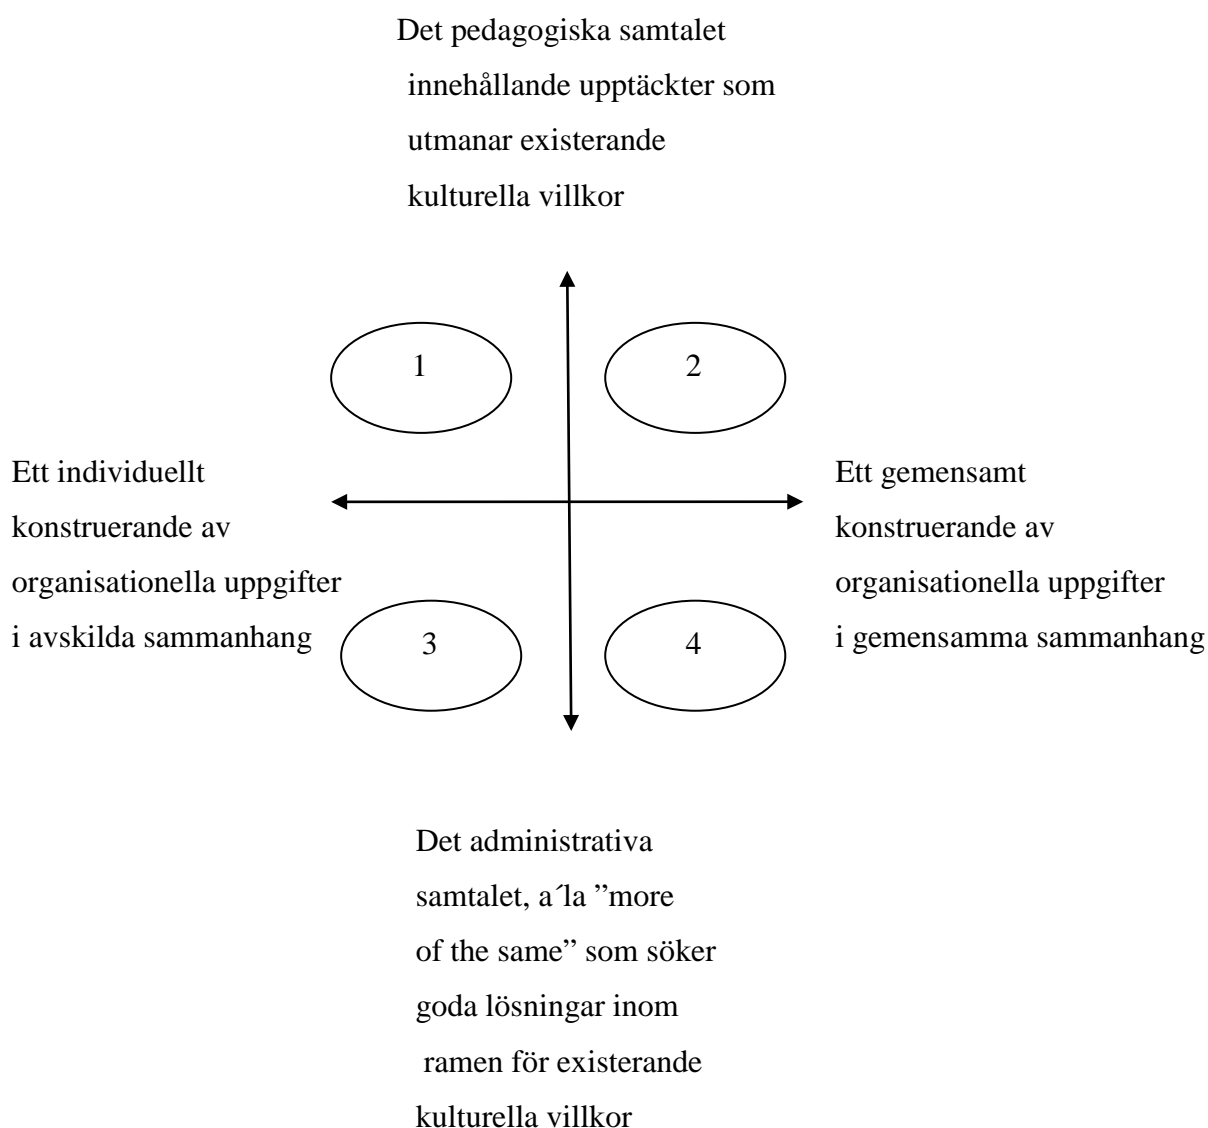 Det pedagogiska samtalet
innehållande upptäckter som
utmanar existerande
kulturella villkor
1
2
Ett individuellt
konstruerande av
organisationella uppgifter
i avskilda sammanhang
Ett gemensamt
konstruerande av
organisationella uppgifter
i gemensamma sammanhang
3
4
Det administrativa
samtalet, a´la ”more
of the same” som söker
goda lösningar inom
ramen för existerande
kulturella villkor